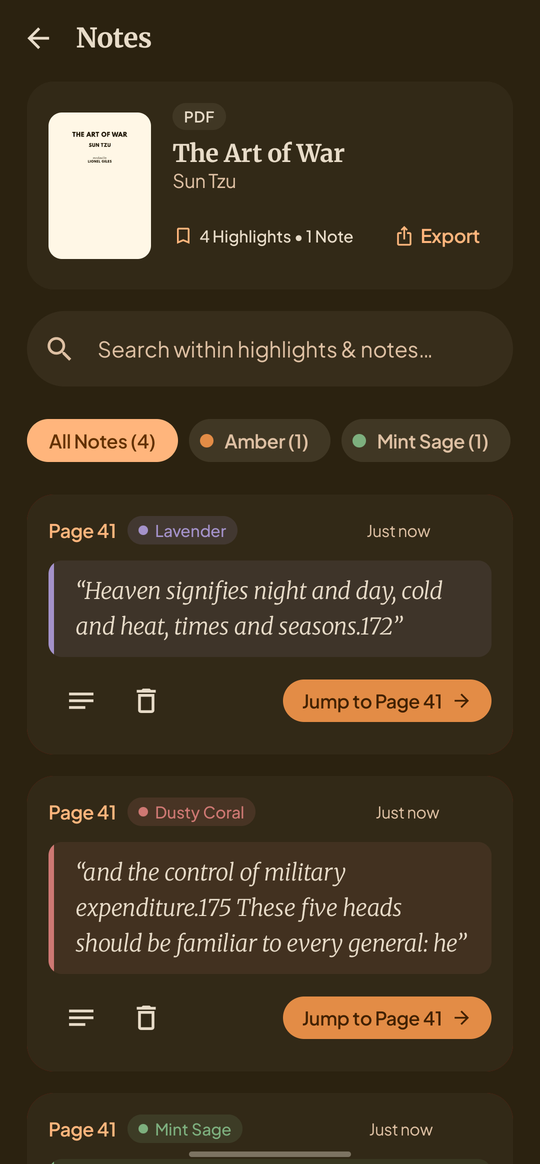 Notes
THE ART OF WAR
SUN TZU
LIONEL GILES
PDF
The Art of War
Sun Tzu
4 Highlights • 1 Note
Export
Search within highlights & notes...
All Notes (4)
Amber (1)
Mint Sage (1)
Page 41
Lavender
Just now
“Heaven signifies night and day, cold
and heat, times and seasons.172”
Jump to Page 41
Page 41
Dusty Coral
Just now
“and the control of military
expenditure.175 These five heads
should be familiar to every general: he”
Jump to Page 41
Page 41
Mint Sage
Just now